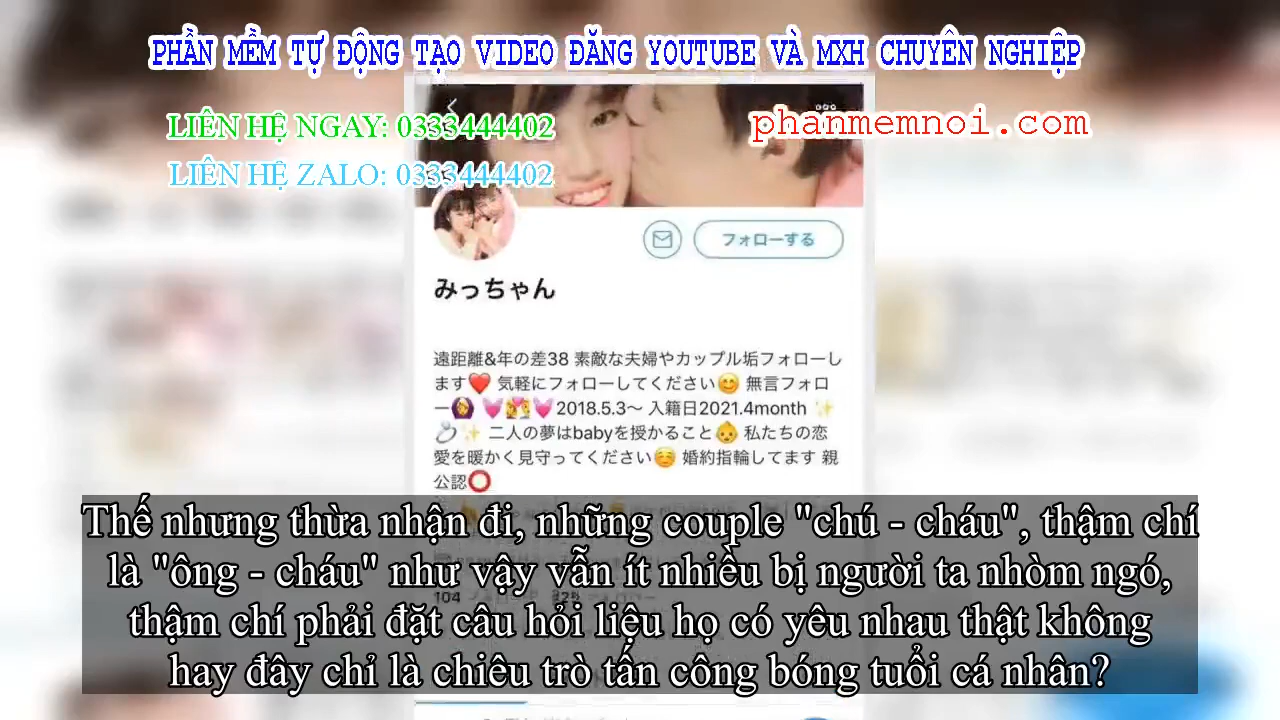 PHẦN MỀM TỰ ĐỘNG TẠO VIDEO ĐĂNG YOUTUBE VÀ MXH CHUYÊN NGHIỆP
LIÊN HỆ NGAY: 0333444402
phanmemnoi.com
LIÊN HỆ ZALO: 0333444402
フォローする
みっちゃん
遠距離&年の差38 素敵な夫婦やカップル垢フォローし
ます❤️ 気軽にフォローしてください😊 無言フォロ
ー🙆 💓💏💓2018.5.3〜 入籍日2021.4month ✨
💍✨ 二人の夢はbabyを授かること👶 私たちの恋
愛を暖かく見守ってください☺️ 婚約指輪してます 親
公認⭕
Thế nhưng thừa nhận đi, những couple "chú - cháu", thậm chí
là "ông - cháu" như vậy vẫn ít nhiều bị người ta nhòm ngó,
thậm chí phải đặt câu hỏi liệu họ có yêu nhau thật không
hay đây chỉ là chiêu trò tấn công bóng tuổi cá nhân?
104